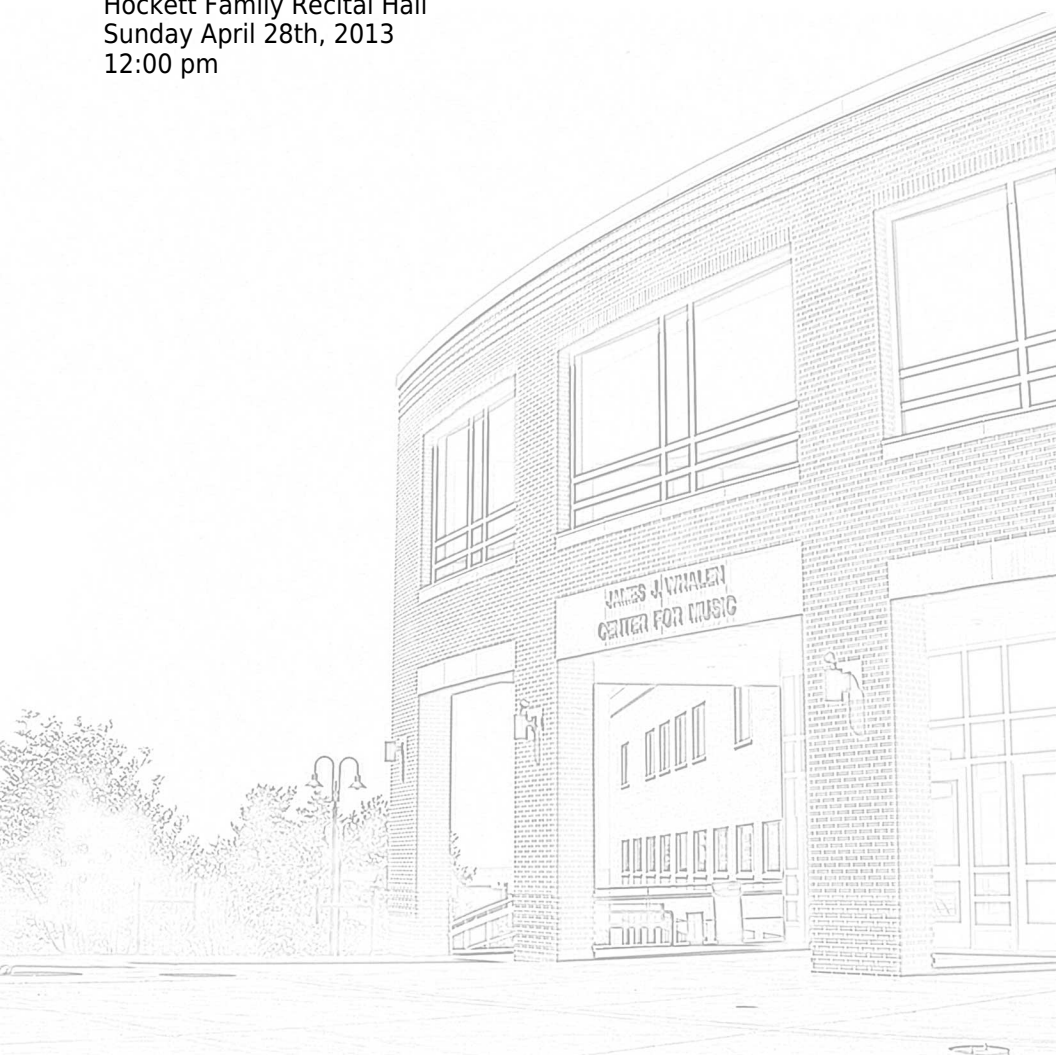 Hockett Family Recital Hall
Sunday April 28th, 2013
12:00 pm
JAMES J. WHALEN
CENTER FOR MUSIC